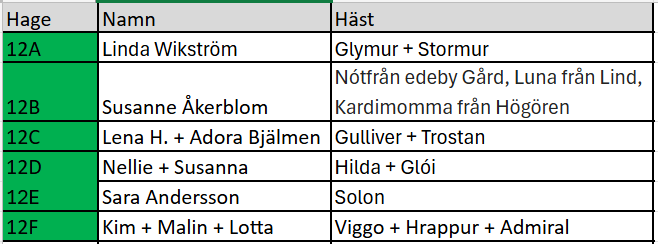 Hage Namn Häst
12A Linda Wikström Glymur + Stormur
Nótfrån edeby Gård, Luna från Lind,
12B Susanne Åkerblom Kardimomma från Högören
12C Lena H. + Adora Bjälmen Gulliver + Trostan
12D Nellie + Susanna Hilda + Glói
12E Sara Andersson Solon
12F Kim + Malin + Lotta Viggo + Hrappur + Admiral